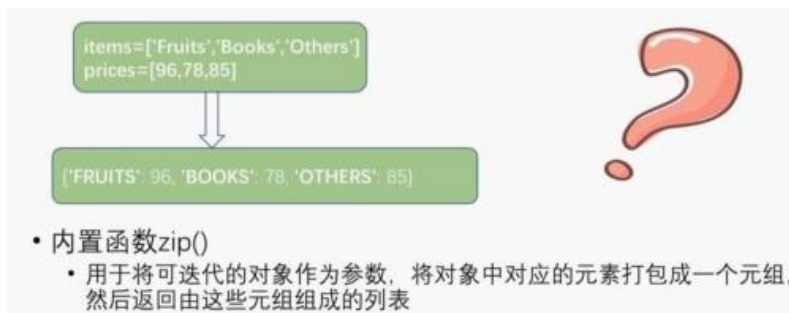 items=['Fruits','Books','Others']
prices=[96,78,85]
{'FRUITS': 96, 'BOOKS': 78, 'OTHERS': 85}
• 内置函数zip()
• 用于将可迭代的对象作为参数，将对象中对应的元素打包成一个元组，
然后返回由这些元组组成的列表